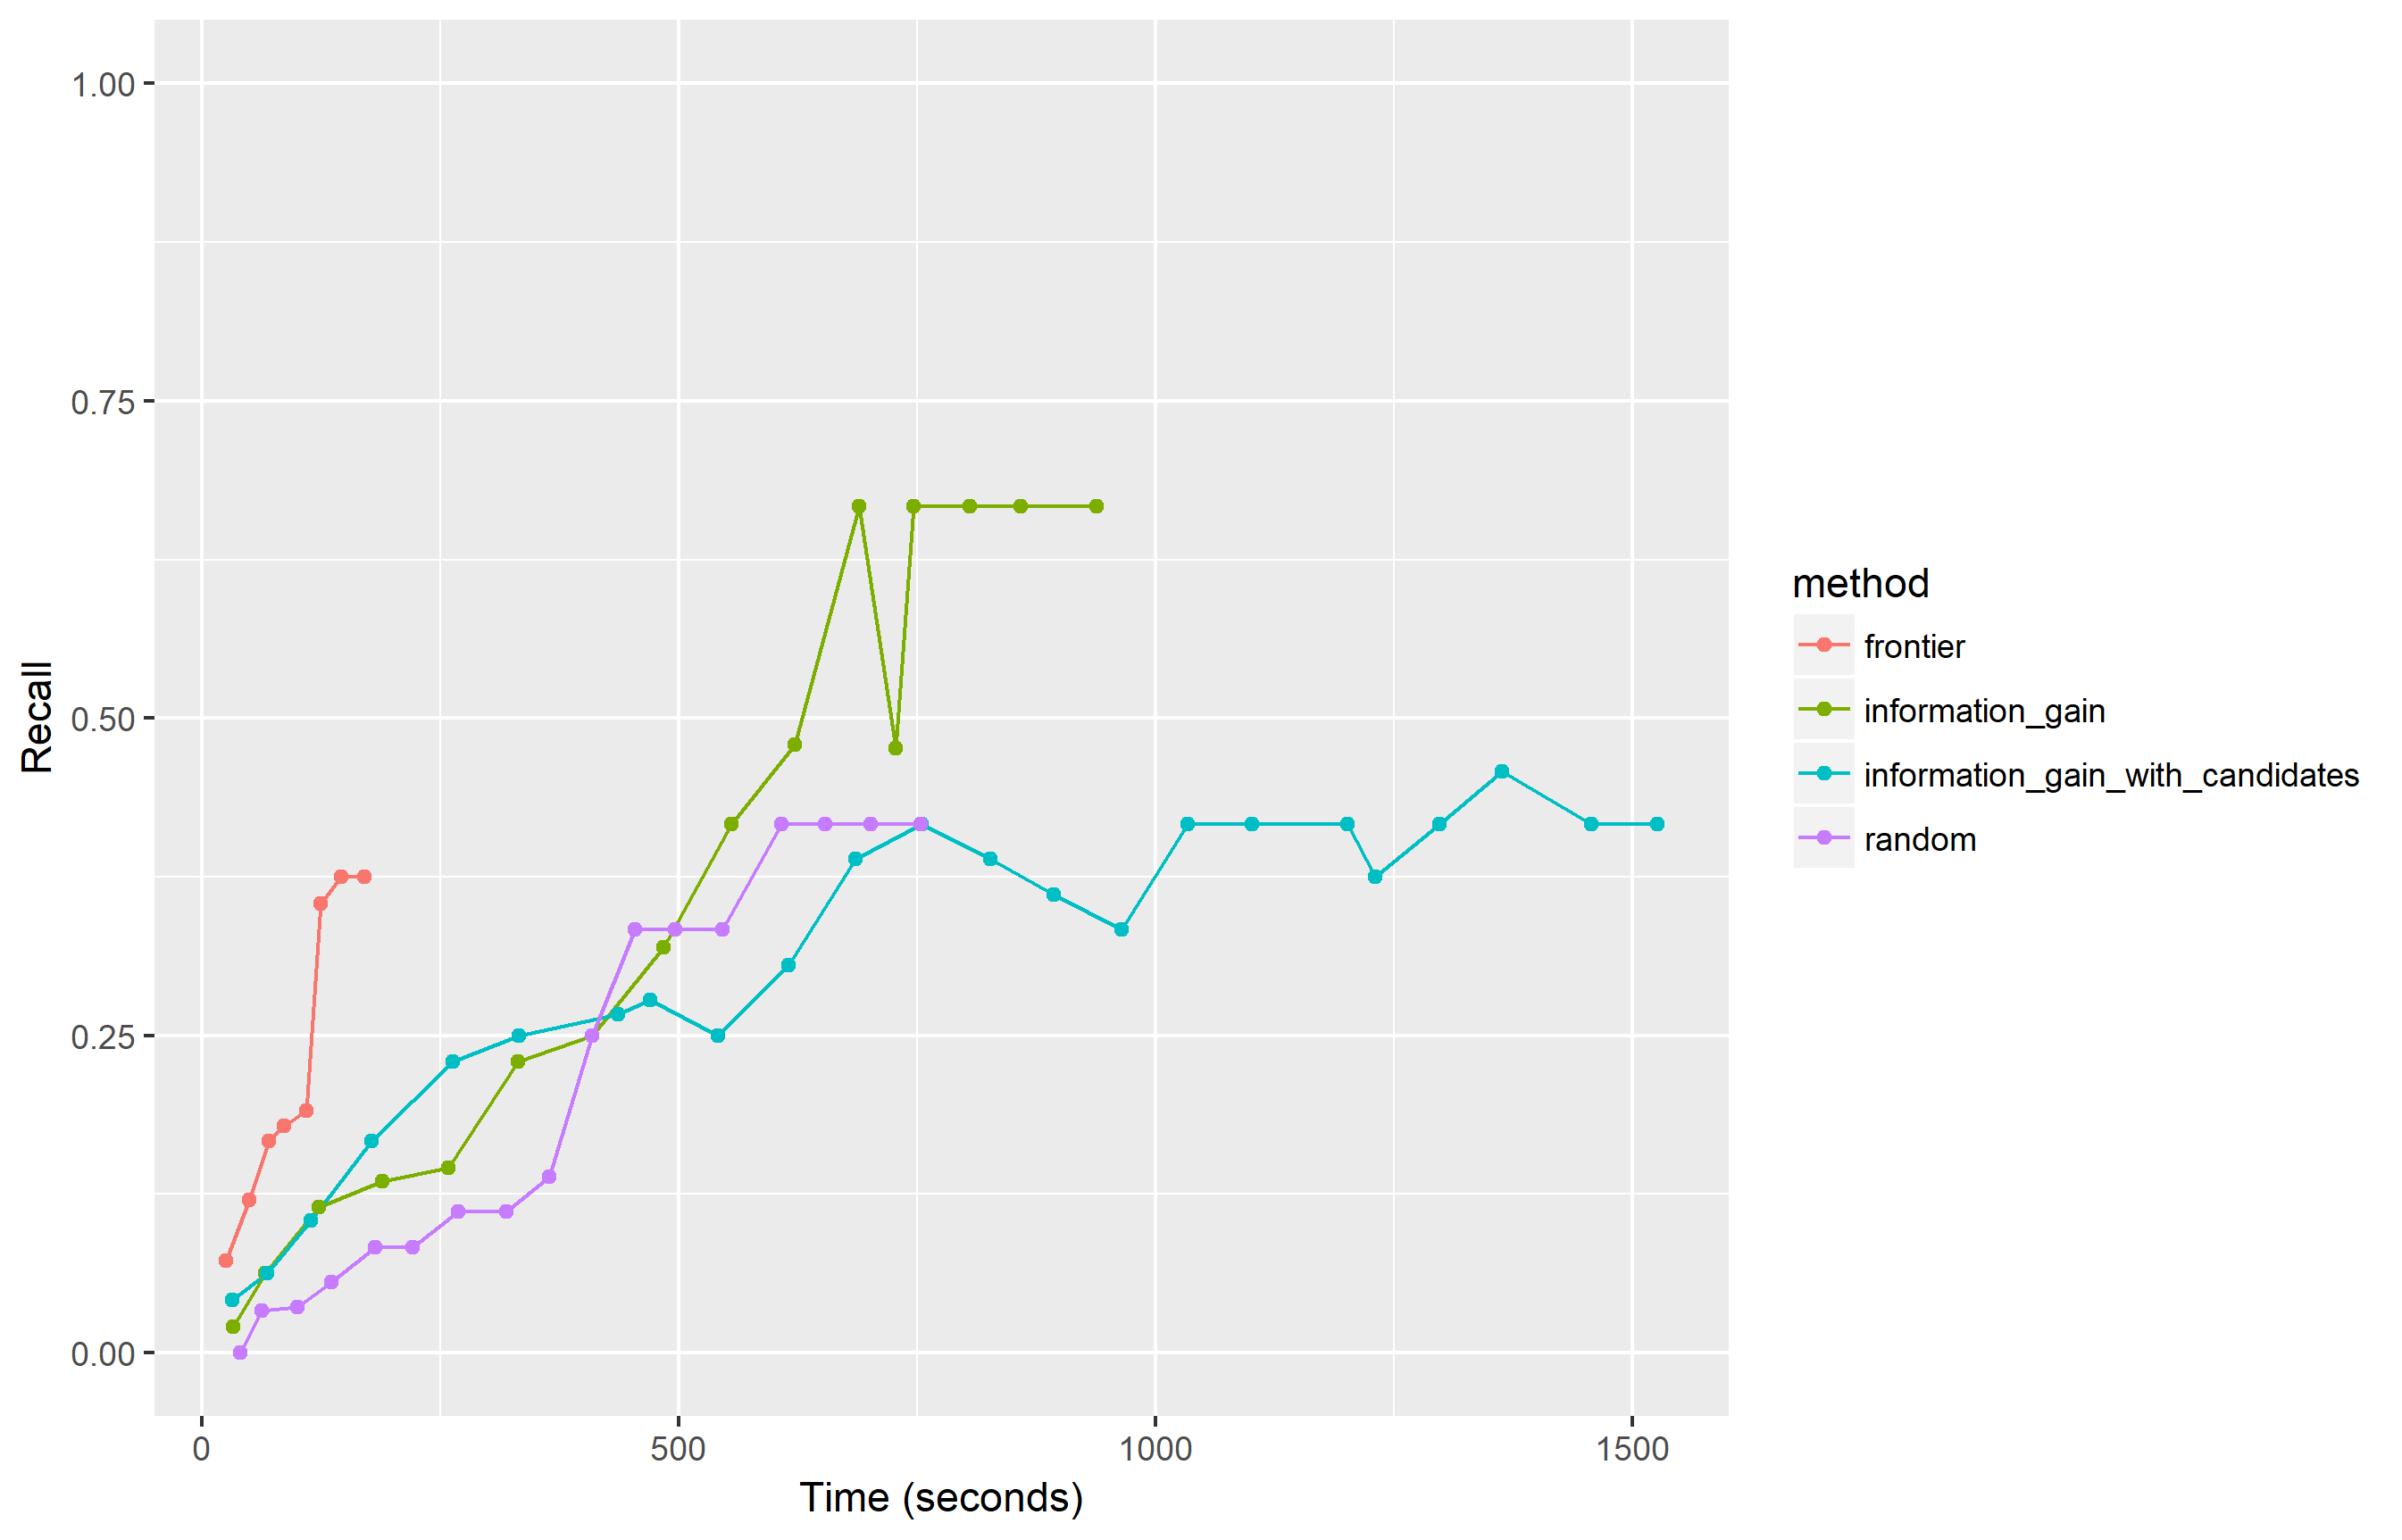 1.00
0.75
0.50
0.25
0.00
Recall
0
500
1000
1500
Time (seconds)
method
frontier
information_gain
information_gain_with_candidates
random